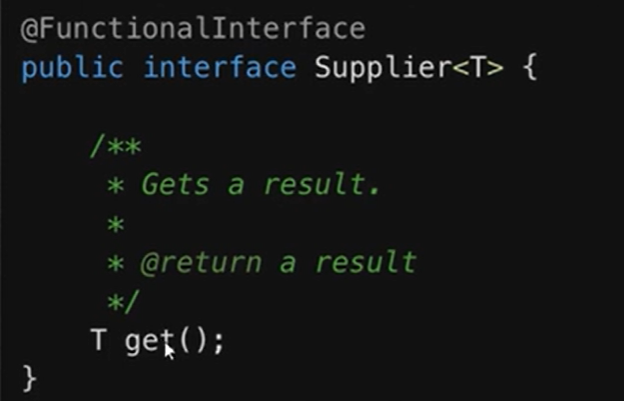 @FunctionalInterface
public interface Supplier<T> {
/**
* Gets a result.
*
* @return a result
*/
T get();
}